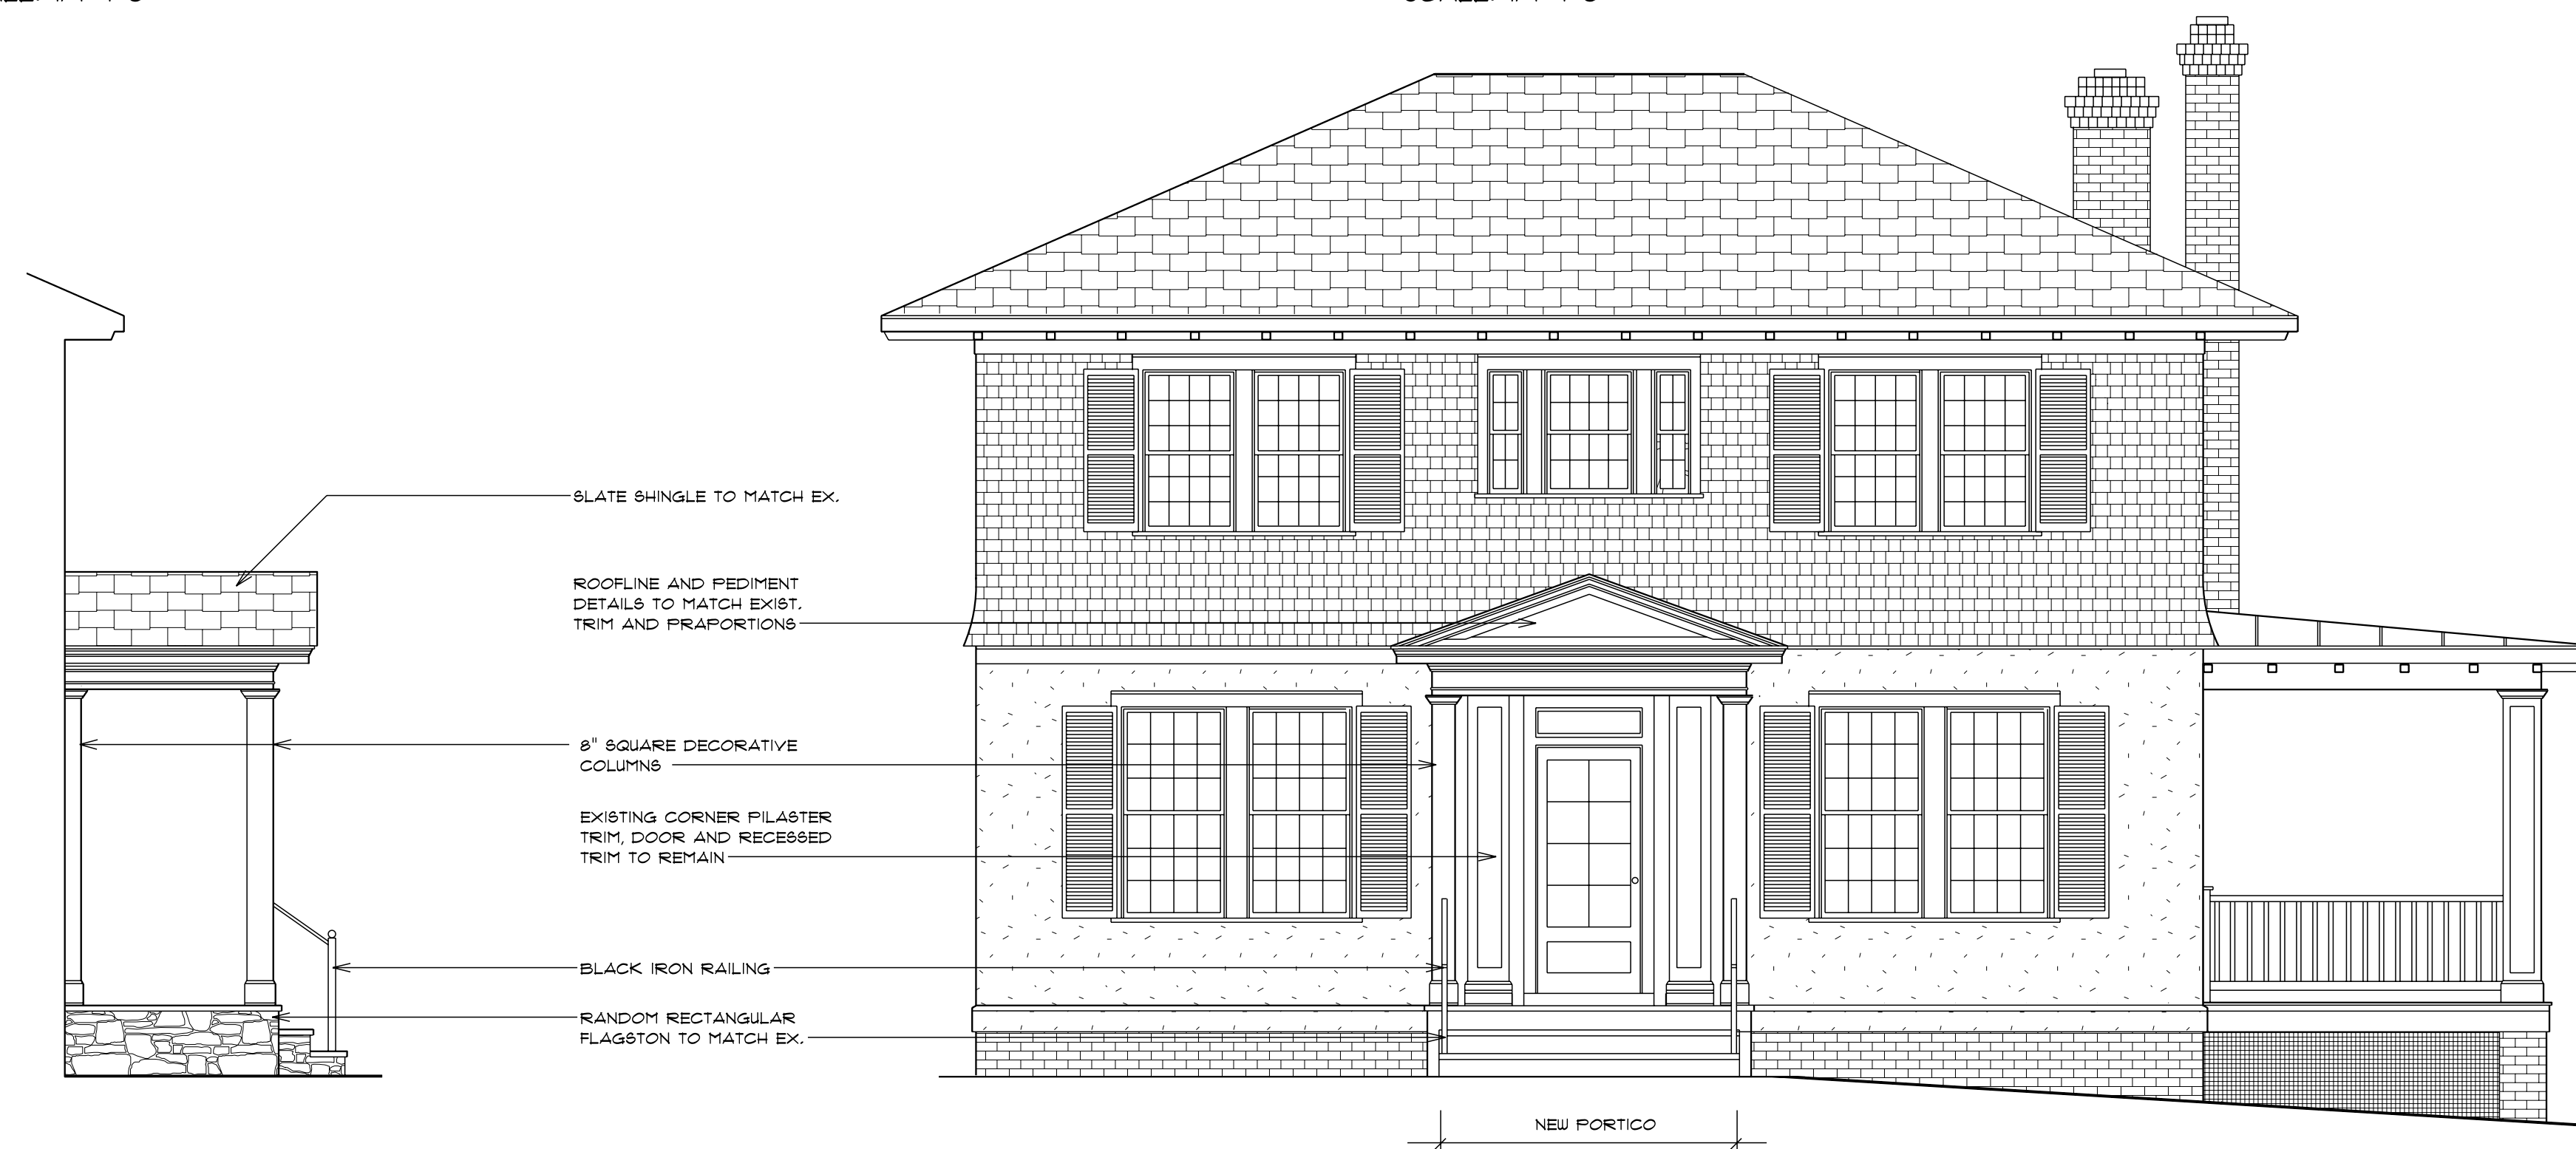 SLATE SHINGLE TO MATCH EX.
ROOFLINE AND PEDIMENT
DETAILS TO MATCH EXIST.
TRIM AND PRAPORTIONS
8" SQUARE DECORATIVE
COLUMNS
EXISTING CORNER PILASTER
TRIM, DOOR AND RECESSED
TRIM TO REMAIN
BLACK IRON RAILING
RANDOM RECTANGULAR
FLAGSTON TO MATCH EX.
NEW PORTICO